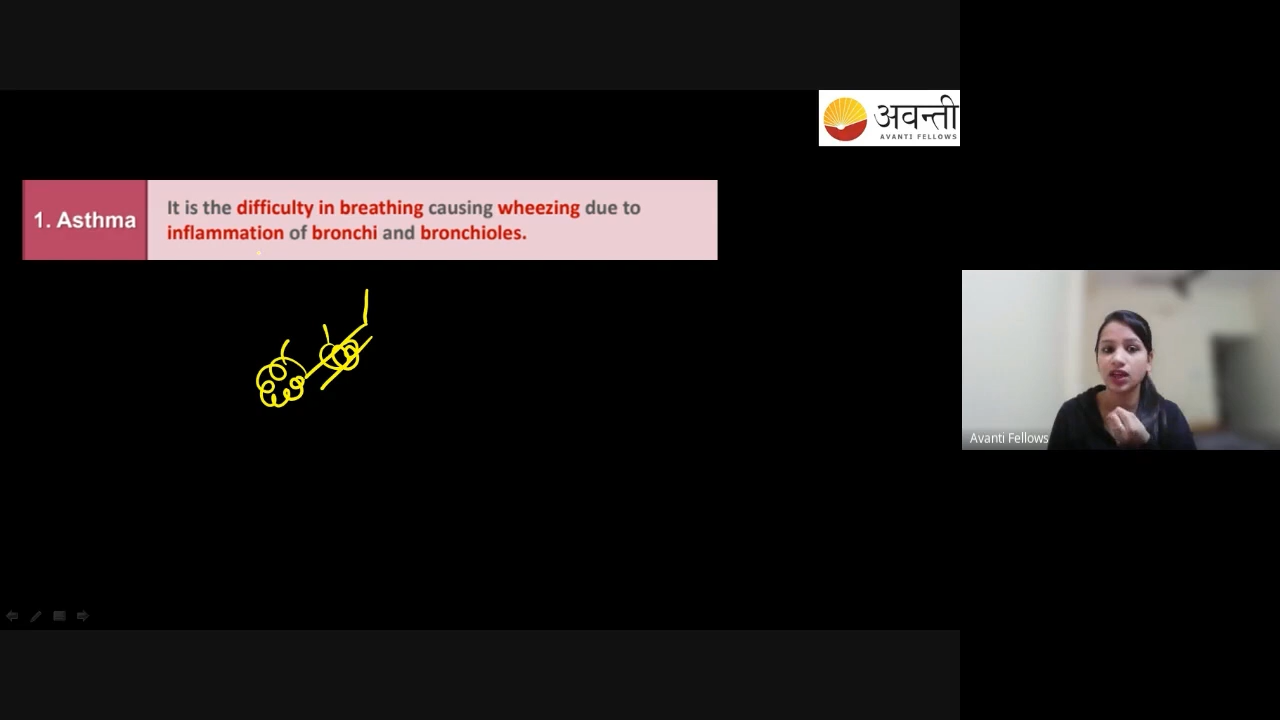 अवन्ती
AVANTI FELLOWS
1. Asthma
It is the difficulty in breathing causing wheezing due to
inflammation of bronchi and bronchioles.
Avanti Fellows